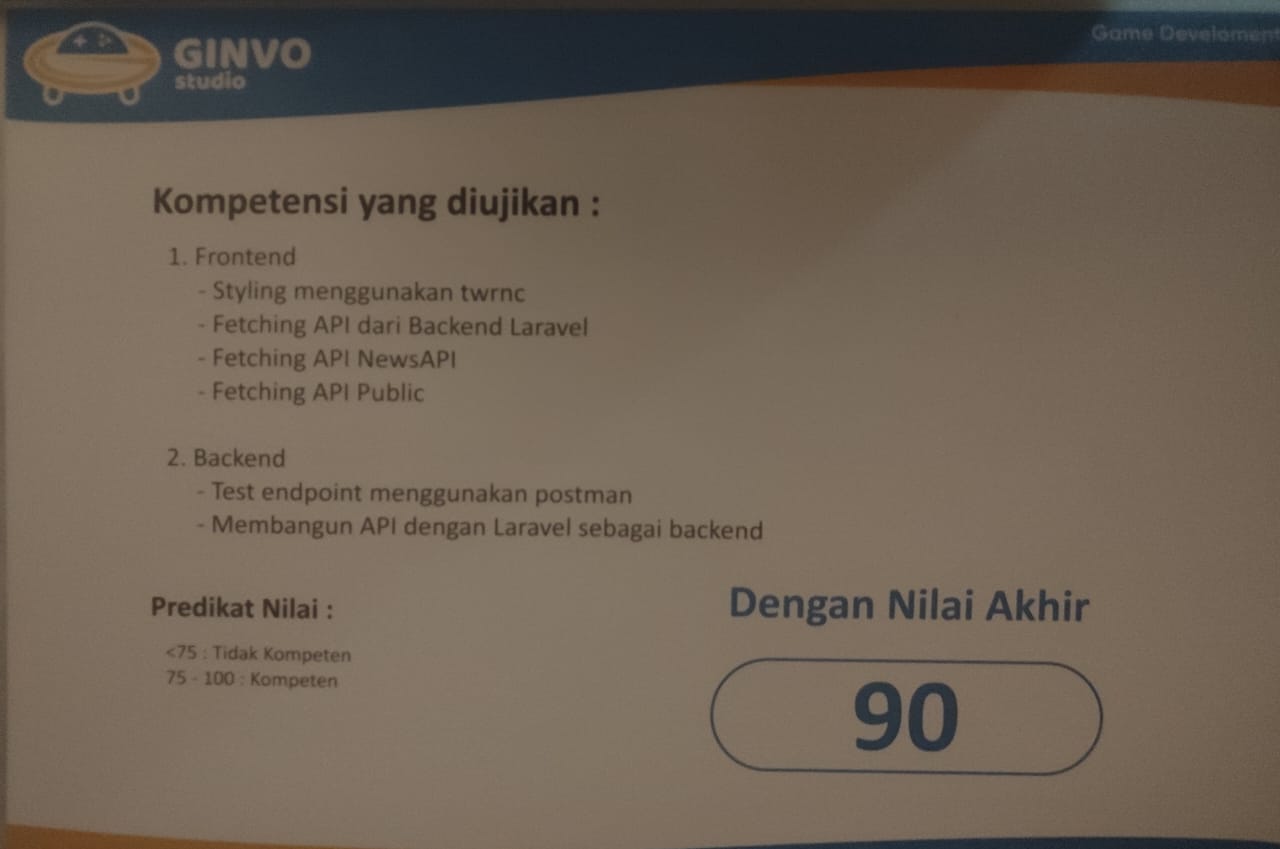 GINVO
studio
Game Develoment
Kompetensi yang diujikan :
1. Frontend
- Styling menggunakan twrnc
- Fetching API dari Backend Laravel
- Fetching API NewsAPI
- Fetching API Public
2. Backend
- Test endpoint menggunakan postman
- Membangun API dengan Laravel sebagai backend
Predikat Nilai :
<75 : Tidak Kompeten
75 - 100 : Kompeten
Dengan Nilai Akhir
90